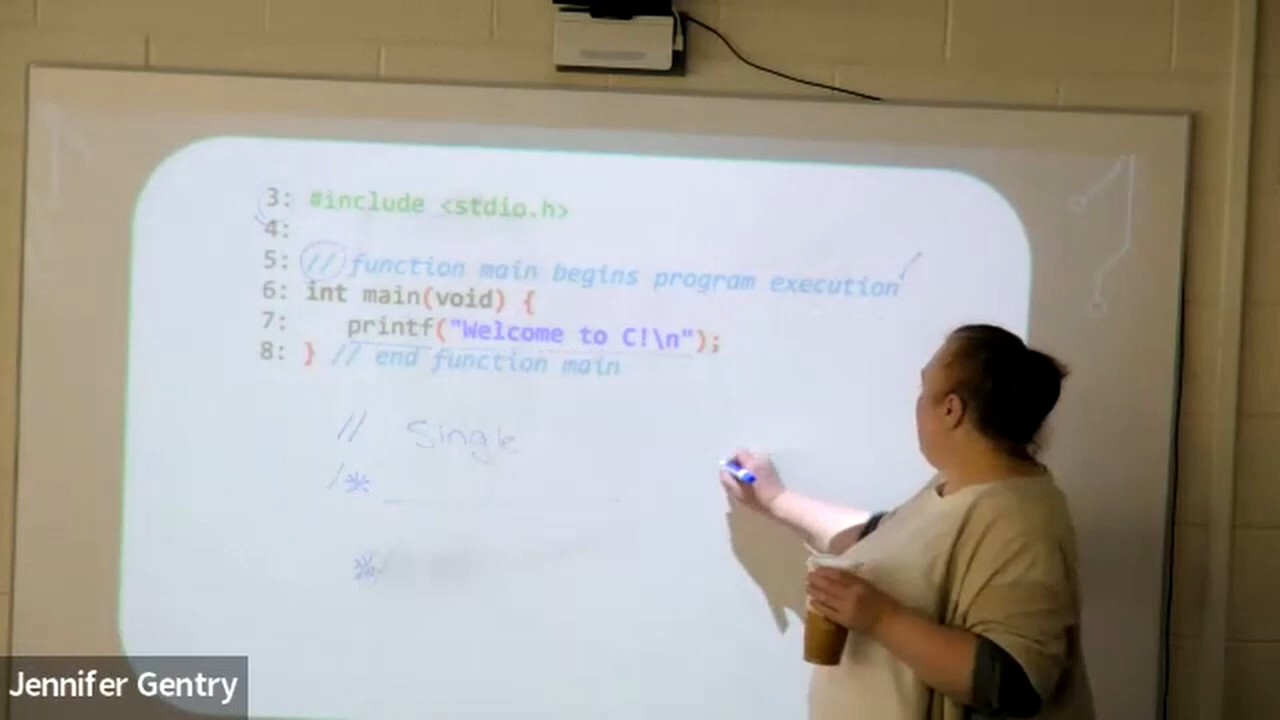 3: #include <stdio.h>
4:
5: // function main begins program execution
6: int main(void) {
7: printf("Welcome to C!\n");
8: } // end function main
// Single
/*
*/
Jennifer Gentry